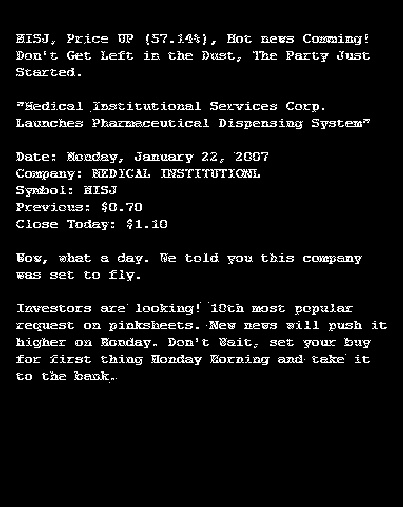 MISJ, Price UP (57.14%), Hot news Comming!
Don't Get Left in the Dust, The Party Just
Started.
"Medical Institutional Services Corp.
Launches Pharmaceutical Dispensing System"
Date: Monday, January 22, 2007
Company: MEDICAL INSTITUTIONL
Symbol: MISJ
Previous: $0.70
Close Today: $1.10
Wow, what a day. We told you this company
was set to fly.
Investors are looking! 10th most popular
request on pinksheets. New news will push it
higher on Monday. Don't Wait, set your buy
for first thing Monday Morning and take it
to the bank.